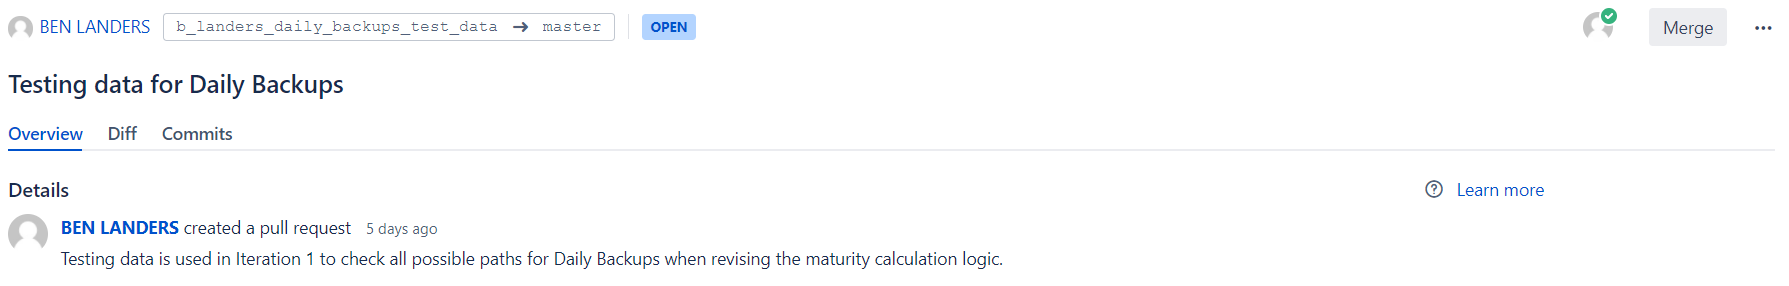 BEN LANDERS b_landers_daily_backups_test_data → master OPEN Merge
Testing data for Daily Backups
Overview Diff Commits
Details Learn more
BEN LANDERS created a pull request 5 days ago
Testing data is used in Iteration 1 to check all possible paths for Daily Backups when revising the maturity calculation logic.